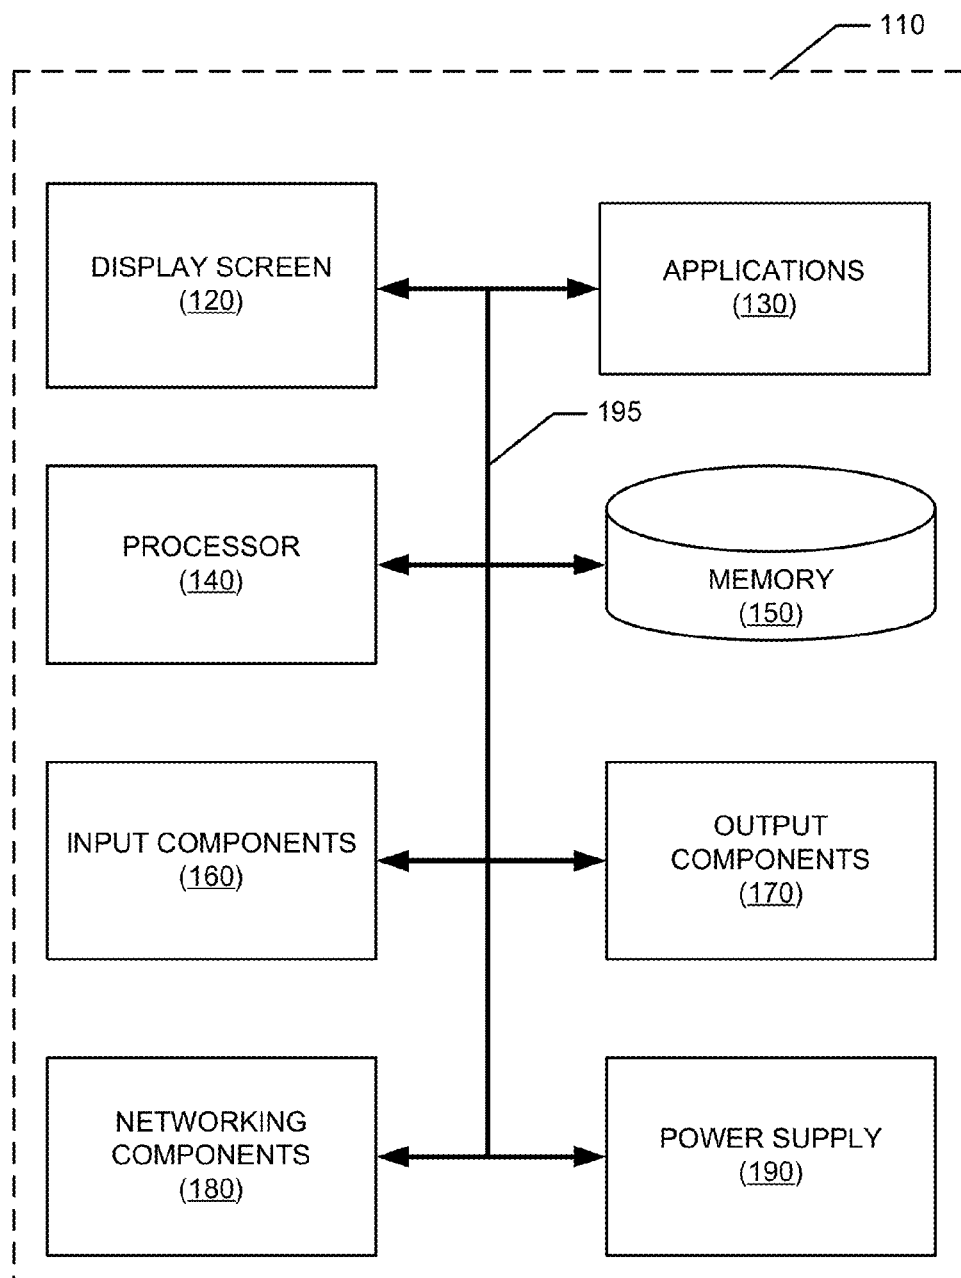 110
DISPLAY SCREEN
(120)
APPLICATIONS
(130)
195
PROCESSOR
(140)
MEMORY
(150)
INPUT COMPONENTS
(160)
OUTPUT
COMPONENTS
(170)
NETWORKING
COMPONENTS
(180)
POWER SUPPLY
(190)